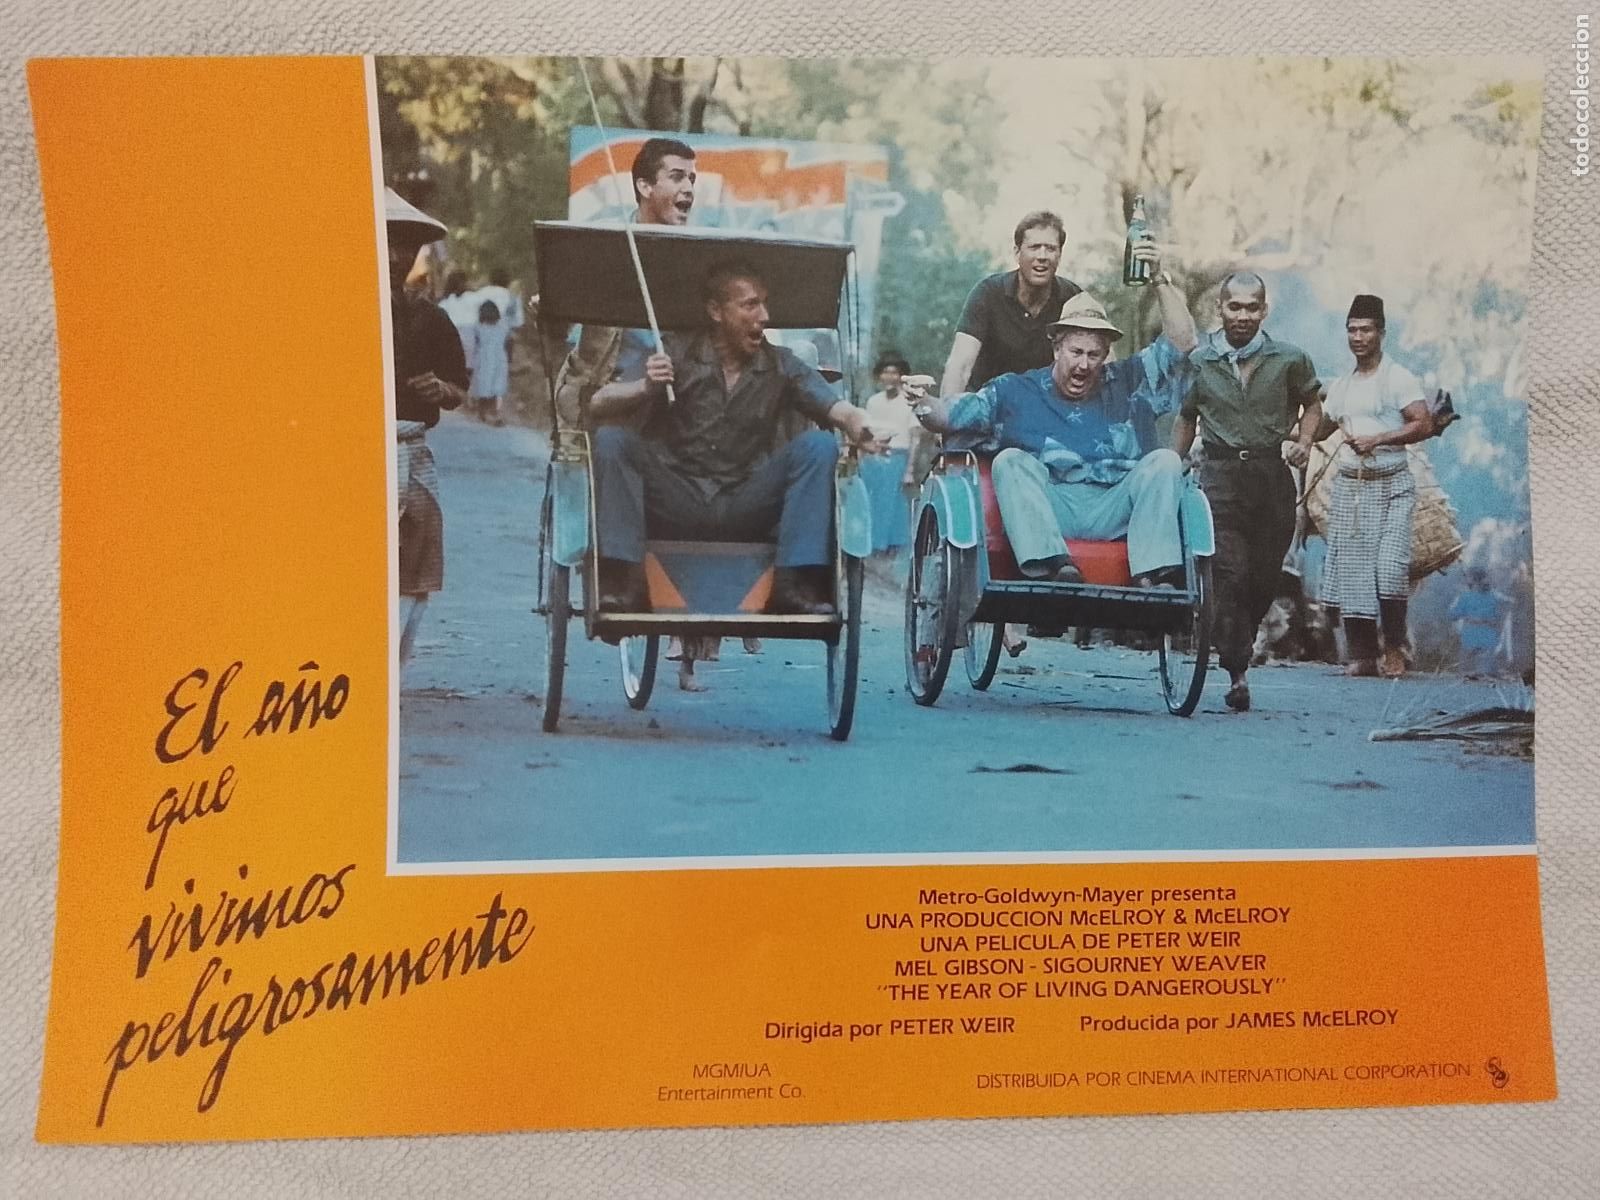 El año
que
vivimos
peligrosamente
Metro-Goldwyn-Mayer presenta
UNA PRODUCCION McELROY & McELROY
UNA PELICULA DE PETER WEIR
MEL GIBSON - SIGOURNEY WEAVER
"THE YEAR OF LIVING DANGEROUSLY"
Dirigida por PETER WEIR Producida por JAMES McELROY
MGM/UA
Entertainment Co.
DISTRIBUIDA POR CINEMA INTERNATIONAL CORPORATION
todocoleccion